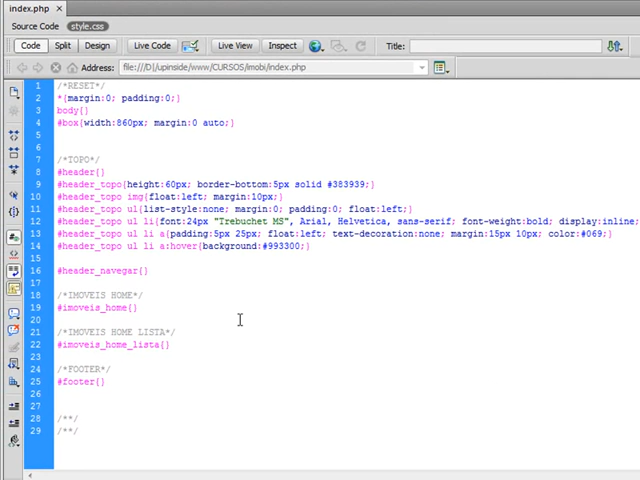 index.php
Source Code style.css
Code Split Design Live Code Live View Inspect Title:
Address: file:///D|/upinside/www/CURSOS/imobi/index.php
1 /*RESET*/
2 *{margin:0; padding:0;}
3 body{}
4 #box{width:860px; margin:0 auto;}
5
6
7 /*TOPO*/
8 #header{}
9 #header_topo{height:60px; border-bottom:5px solid #383939;}
10 #header_topo img{float:left; margin:10px;}
11 #header_topo ul{list-style:none; margin:0; padding:0; float:left;}
12 #header_topo ul li{font:24px "Trebuchet MS", Arial, Helvetica, sans-serif; font-weight:bold; display:inline;
13 #header_topo ul li a{padding:5px 25px; float:left; text-decoration:none; margin:15px 10px; color:#069;}
14 #header_topo ul li a:hover{background:#993300;}
15
16 #header_navegar{}
17
18 /*IMOVEIS HOME*/
19 #imoveis_home{}
20
21 /*IMOVEIS HOME LISTA*/
22 #imoveis_home_lista{}
23
24 /*FOOTER*/
25 #footer{}
26
27
28 /**/
29 /**/